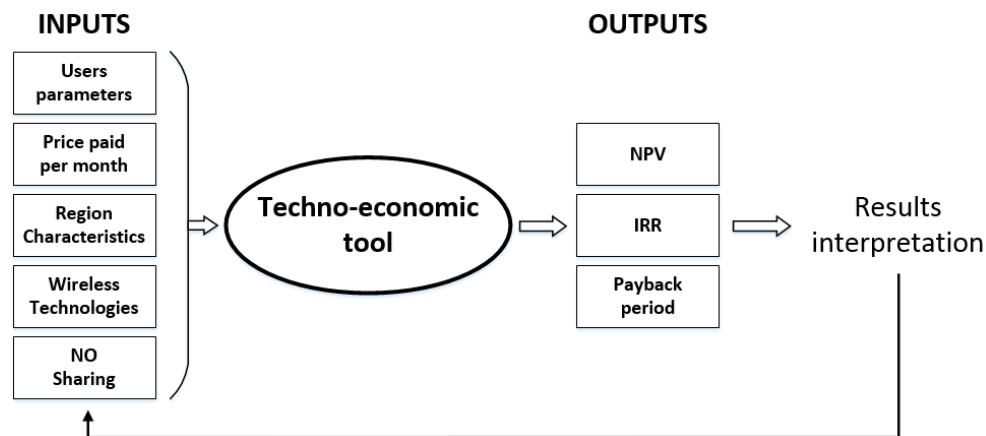 INPUTS
Users
parameters
Price paid
per month
Region
Characteristics
Wireless
Technologies
NO
Sharing
Techno-economic
tool
OUTPUTS
NPV
IRR
Payback
period
Results
interpretation